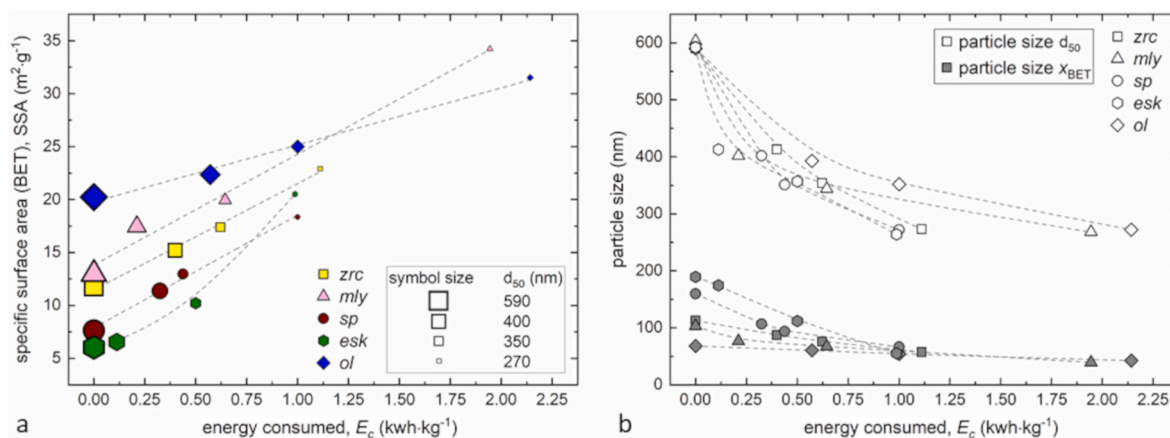 specific surface area (BET), SSA (m²·g⁻¹)
35
30
25
20
15
10
5
0.00 0.25 0.50 0.75 1.00 1.25 1.50 1.75 2.00 2.25
energy consumed, E_c (kwh·kg⁻¹)
zrc
mly
sp
esk
ol
symbol size d₅₀ (nm)
590
400
350
270
a
particle size (nm)
600
500
400
300
200
100
0
0.00 0.25 0.50 0.75 1.00 1.25 1.50 1.75 2.00 2.25
energy consumed, E_c (kwh·kg⁻¹)
particle size d₅₀
particle size x_BET
zrc
mly
sp
esk
ol
b